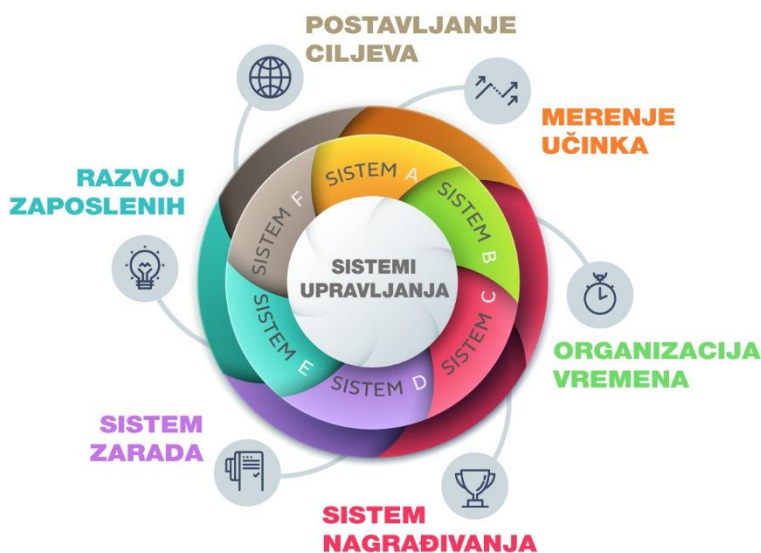 POSTAVLJANJE
CILJEVA
MERENJE
UČINKA
RAZVOJ
ZAPOSLENIH
SISTEM A
SISTEM B
SISTEM C
SISTEM D
SISTEM E
SISTEM F
SISTEMI
UPRAVLJANJA
ORGANIZACIJA
VREMENA
SISTEM
ZARADA
SISTEM
NAGRAĐIVANJA